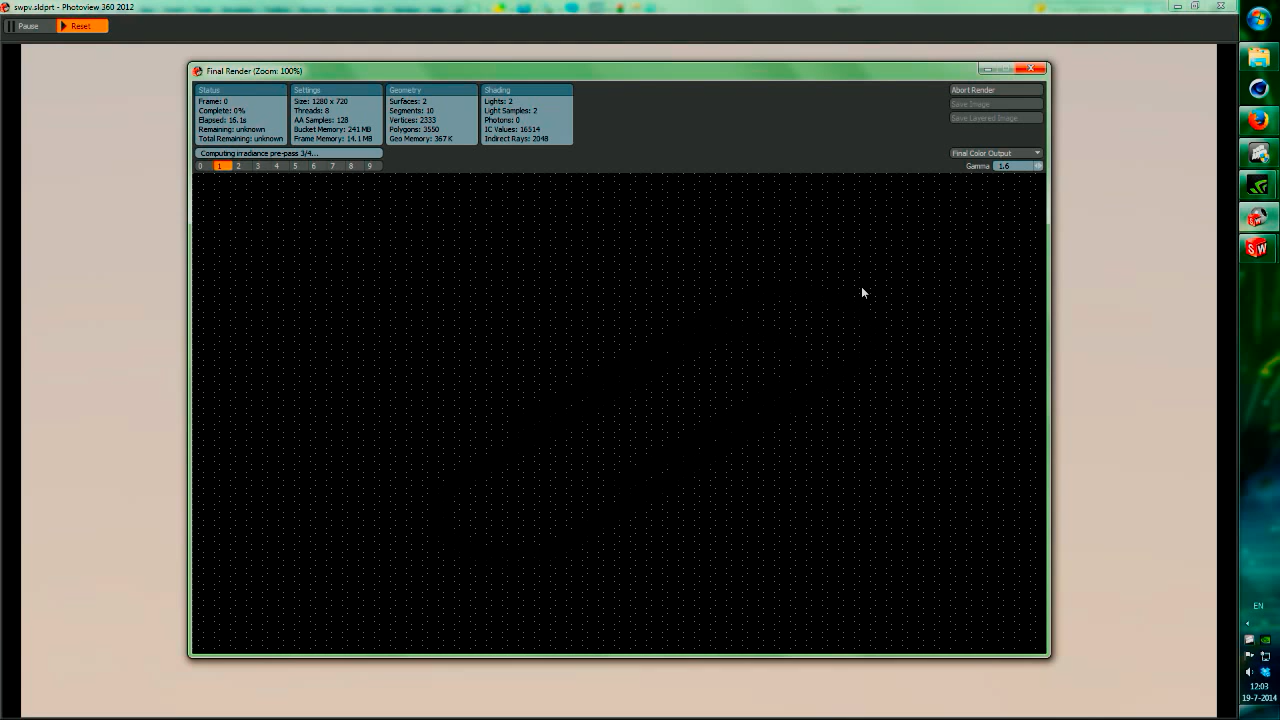 swpv.sldprt - Photoview 360 2012
Pause
Reset
Final Render (Zoom: 100%)
Status
Frame: 0
Complete: 0%
Elapsed: 16.1s
Remaining: unknown
Total Remaining: unknown
Settings
Size: 1280 x 720
Threads: 8
AA Samples: 128
Bucket Memory: 241 MB
Frame Memory: 14.1 MB
Geometry
Surfaces: 2
Segments: 10
Vertices: 2333
Polygons: 3550
Geo Memory: 367 K
Shading
Lights: 2
Light Samples: 2
Photons: 0
IC Values: 16514
Indirect Rays: 2048
Abort Render
Save Image
Save Layered Image
Computing irradiance pre-pass 3/4...
Final Color Output
0 1 2 3 4 5 6 7 8 9
Gamma 1.6
SW
SW
EN
12:03
19-7-2014